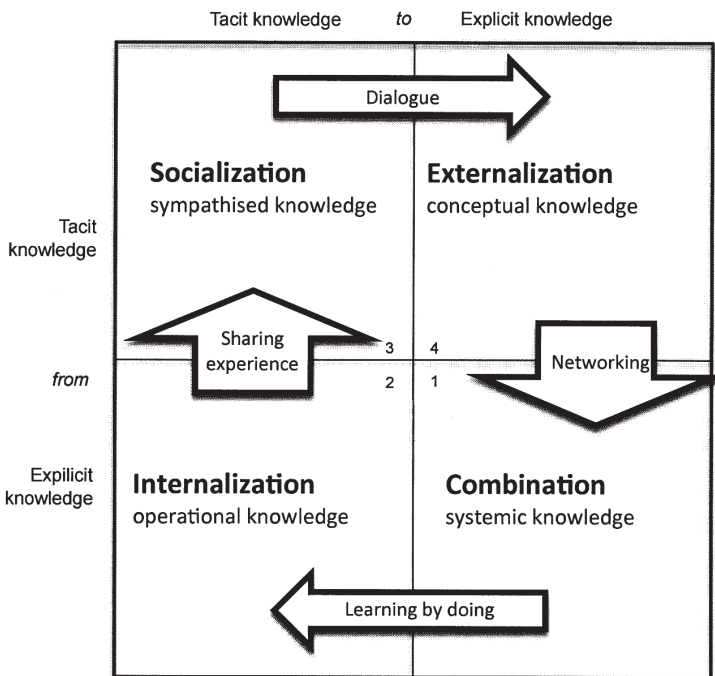 Tacit knowledge to Explicit knowledge
Dialogue
Socialization
sympathised knowledge
Externalization
conceptual knowledge
Tacit
knowledge
Sharing
experience
3 4
Networking
from
2 1
Expilicit
knowledge
Internalization
operational knowledge
Combination
systemic knowledge
Learning by doing